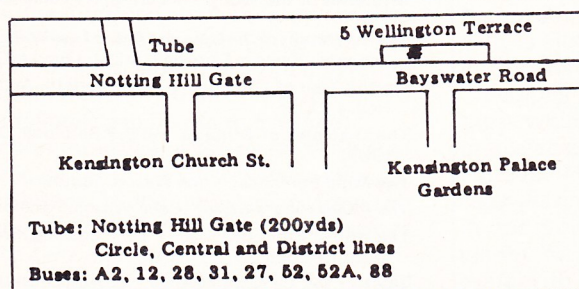 5 Wellington Terrace
Tube
Notting Hill Gate
Bayswater Road
Kensington Church St.
Kensington Palace
Gardens
Tube: Notting Hill Gate (200yds)
Circle, Central and District lines
Buses: A2, 12, 28, 31, 27, 52, 52A, 88